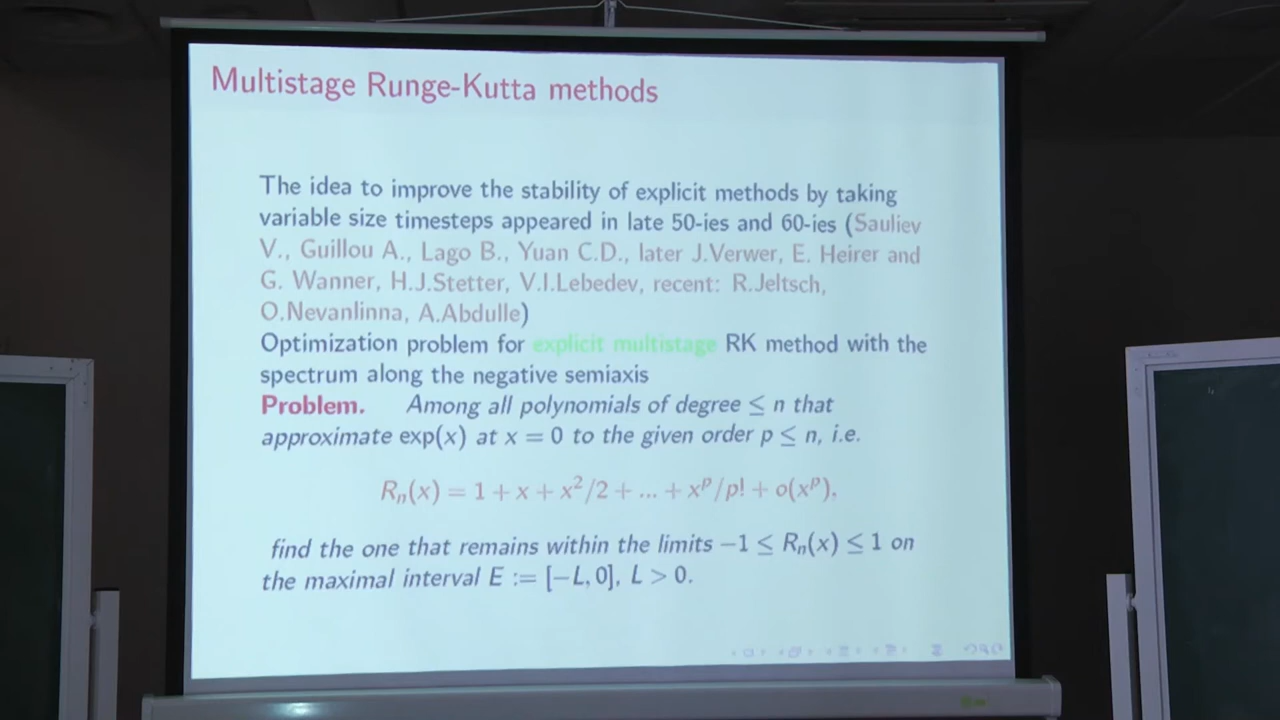 Multistage Runge-Kutta methods
The idea to improve the stability of explicit methods by taking
variable size timesteps appeared in late 50-ies and 60-ies (Sauliev
V., Guillou A., Lago B., Yuan C.D., later J.Verwer, E. Heirer and
G. Wanner, H.J.Stetter, V.I.Lebedev, recent: R.Jeltsch,
O.Nevanlinna, A.Abdulle)
Optimization problem for explicit multistage RK method with the
spectrum along the negative semiaxis
Problem. Among all polynomials of degree ≤ n that
approximate exp(x) at x = 0 to the given order p ≤ n, i.e.
Rₙ(x) = 1 + x + x²/2 + ... + xᵖ/p! + o(xᵖ),
find the one that remains within the limits −1 ≤ Rₙ(x) ≤ 1 on
the maximal interval E := [−L, 0], L > 0.